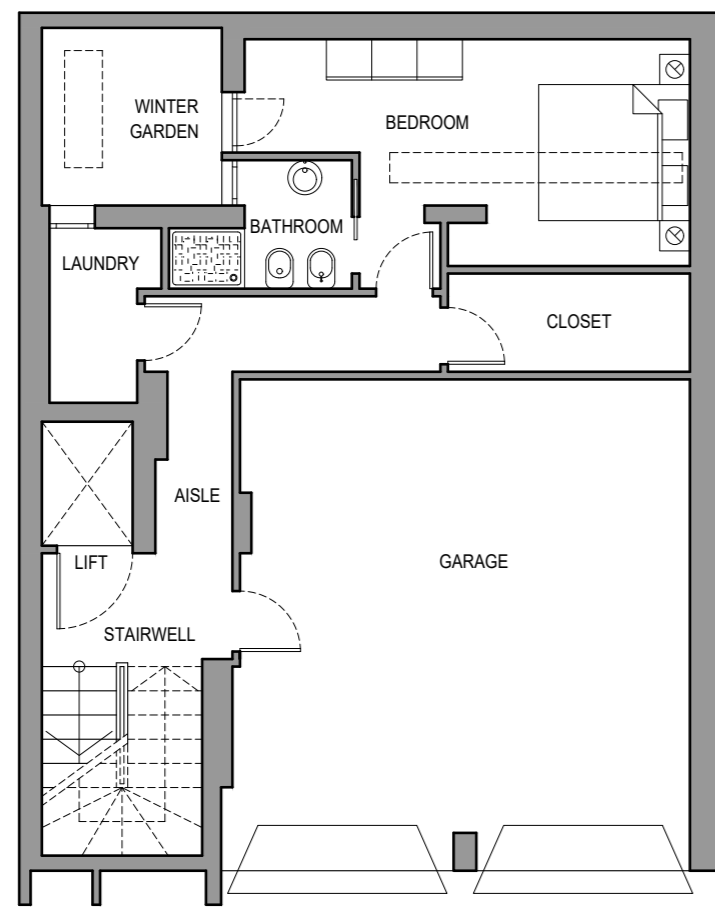 WINTER
GARDEN
BEDROOM
BATHROOM
LAUNDRY
CLOSET
AISLE
LIFT
GARAGE
STAIRWELL